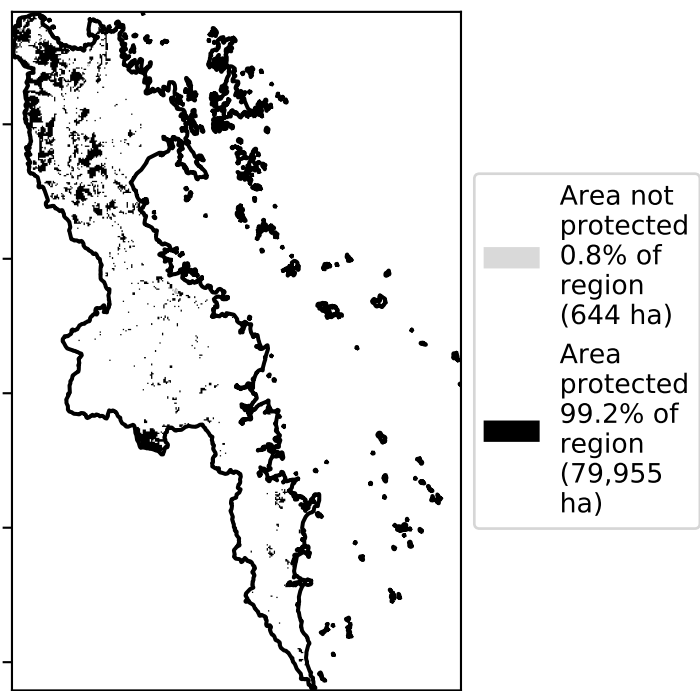 Area not
protected
0.8% of
region
(644 ha)
Area
protected
99.2% of
region
(79,955
ha)